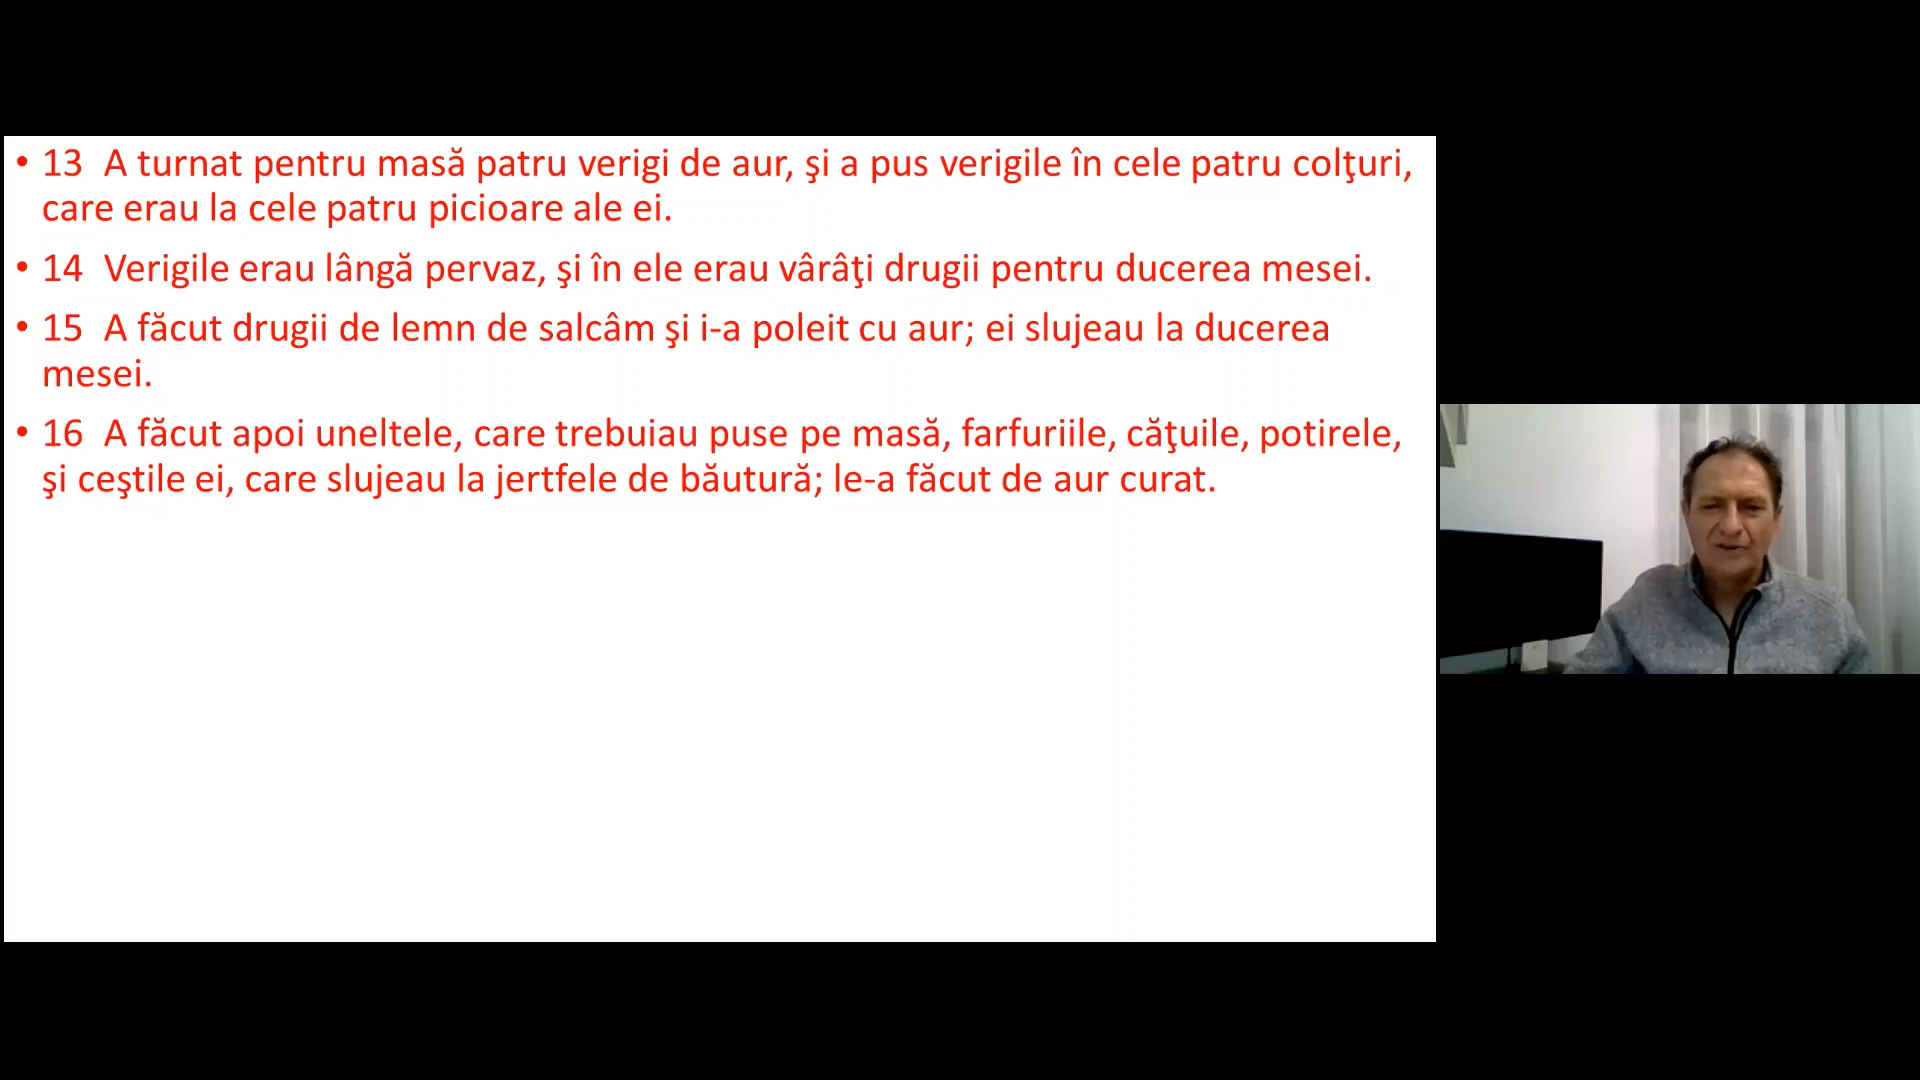 • 13 A turnat pentru masă patru verigi de aur, şi a pus verigile în cele patru colţuri,
care erau la cele patru picioare ale ei.
• 14 Verigile erau lângă pervaz, şi în ele erau vârâţi drugii pentru ducerea mesei.
• 15 A făcut drugii de lemn de salcâm şi i-a poleit cu aur; ei slujeau la ducerea
mesei.
• 16 A făcut apoi uneltele, care trebuiau puse pe masă, farfuriile, căţuile, potirele,
şi ceştile ei, care slujeau la jertfele de băutură; le-a făcut de aur curat.